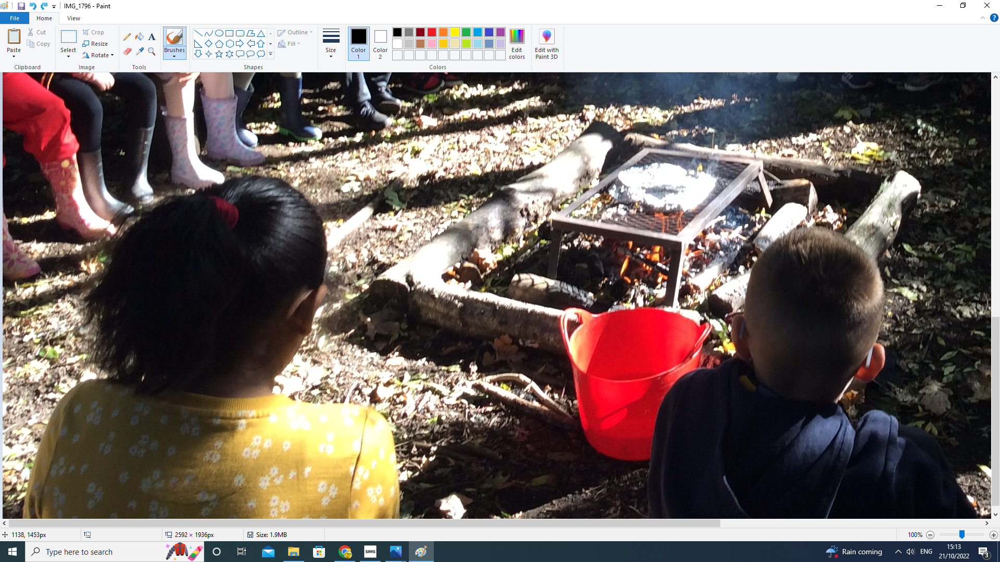 IMG_1796 - Paint
File Home View
Paste Cut Copy Clipboard
Select Crop Resize Rotate Image
Tools
Brushes
Shapes Outline Fill
Size
Color 1 Color 2 Edit colors Colors
Edit with Paint 3D
1138, 1453px 2592 × 1936px Size: 1.9MB 100%
Type here to search SIMS Rain coming ENG 15:13
21/10/2022 3